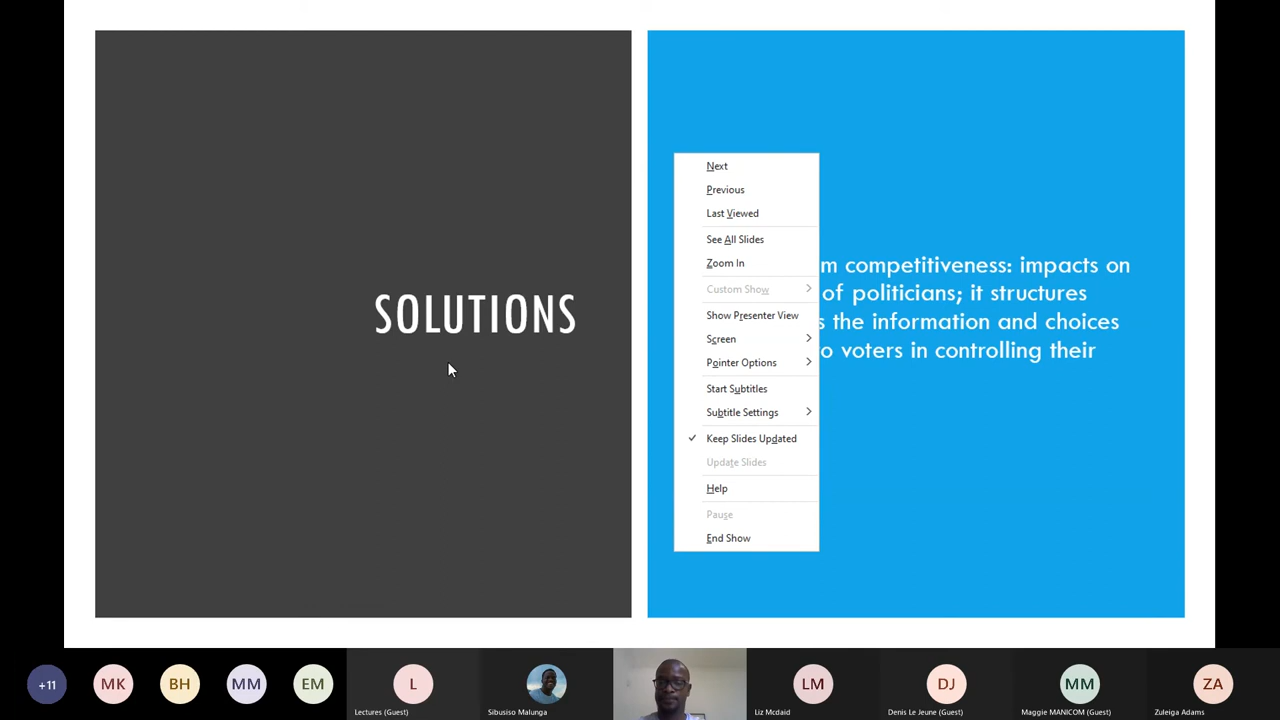 SOLUTIONS
m competitiveness: impacts on
of politicians; it structures
s the information and choices
o voters in controlling their
Next
Previous
Last Viewed
See All Slides
Zoom In
Custom Show
Show Presenter View
Screen
Pointer Options
Start Subtitles
Subtitle Settings
Keep Slides Updated
Update Slides
Help
Pause
End Show
+11
MK
BH
MM
EM
L
Lectures (Guest)
Sibusiso Malunga
LM
Liz Mcdaid
DJ
Denis Le Jeune (Guest)
MM
Maggie MANICOM (Guest)
ZA
Zuleiga Adams